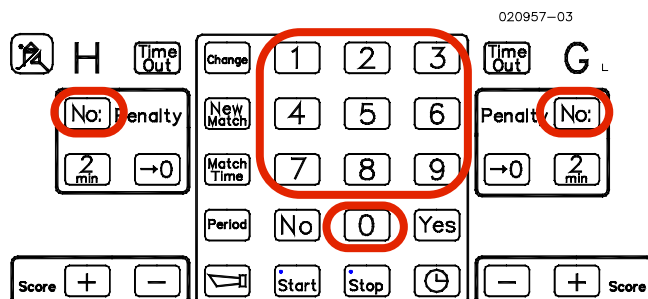 020957-03
H Time Out Change 1 2 3 Time Out G
No: Penalty New Match 4 5 6 Penalty No:
2 min →0 Match Time 7 8 9 →0 2 min
Period No 0 Yes
Score + − Start Stop − + Score